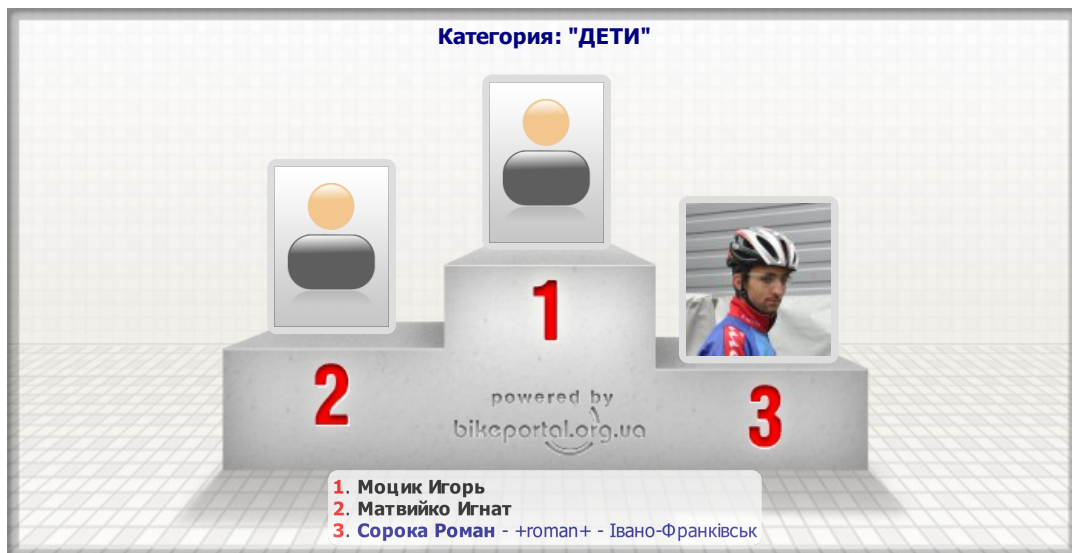 Категория: "ДЕТИ"
1
2
3
powered by
bikeportal.org.ua
1. Моцик Игорь
2. Матвийко Игнат
3. Сорока Роман - +roman+ - Івано-Франківськ